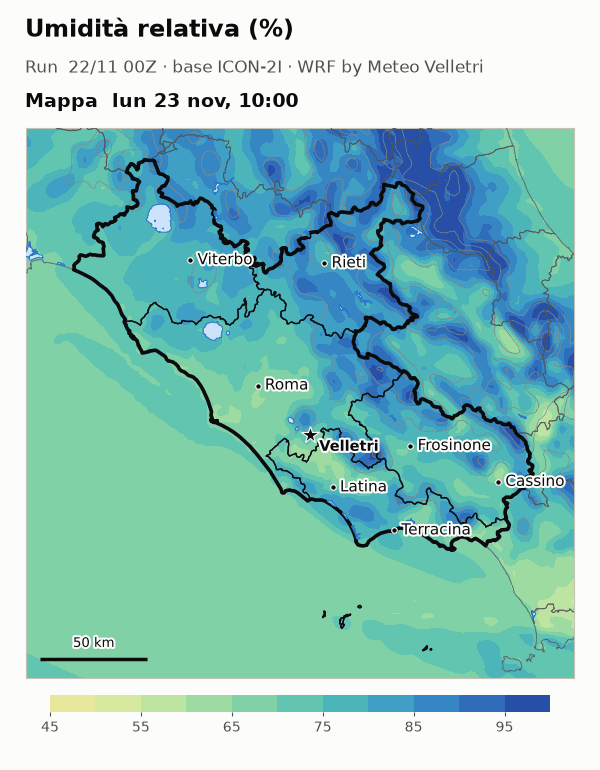 Umidità relativa (%)
Run  22/11 00Z · base ICON-2I · WRF by Meteo Velletri
Mappa  lun 23 nov, 10:00
Viterbo
Rieti
Roma
Velletri
Frosinone
Latina
Cassino
Terracina
50 km
45 55 65 75 85 95